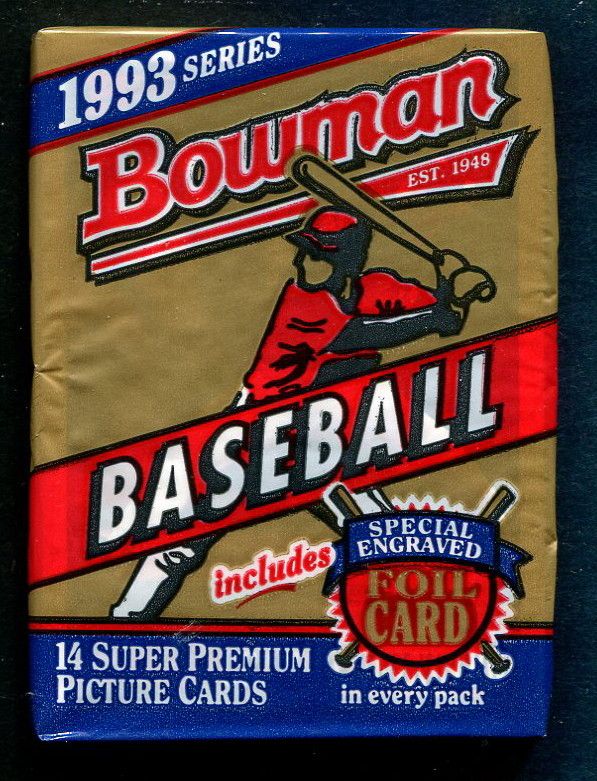 1993 SERIES
Bowman
EST. 1948
BASEBALL
includes
SPECIAL
ENGRAVED
FOIL
CARD
in every pack
14 SUPER PREMIUM
PICTURE CARDS